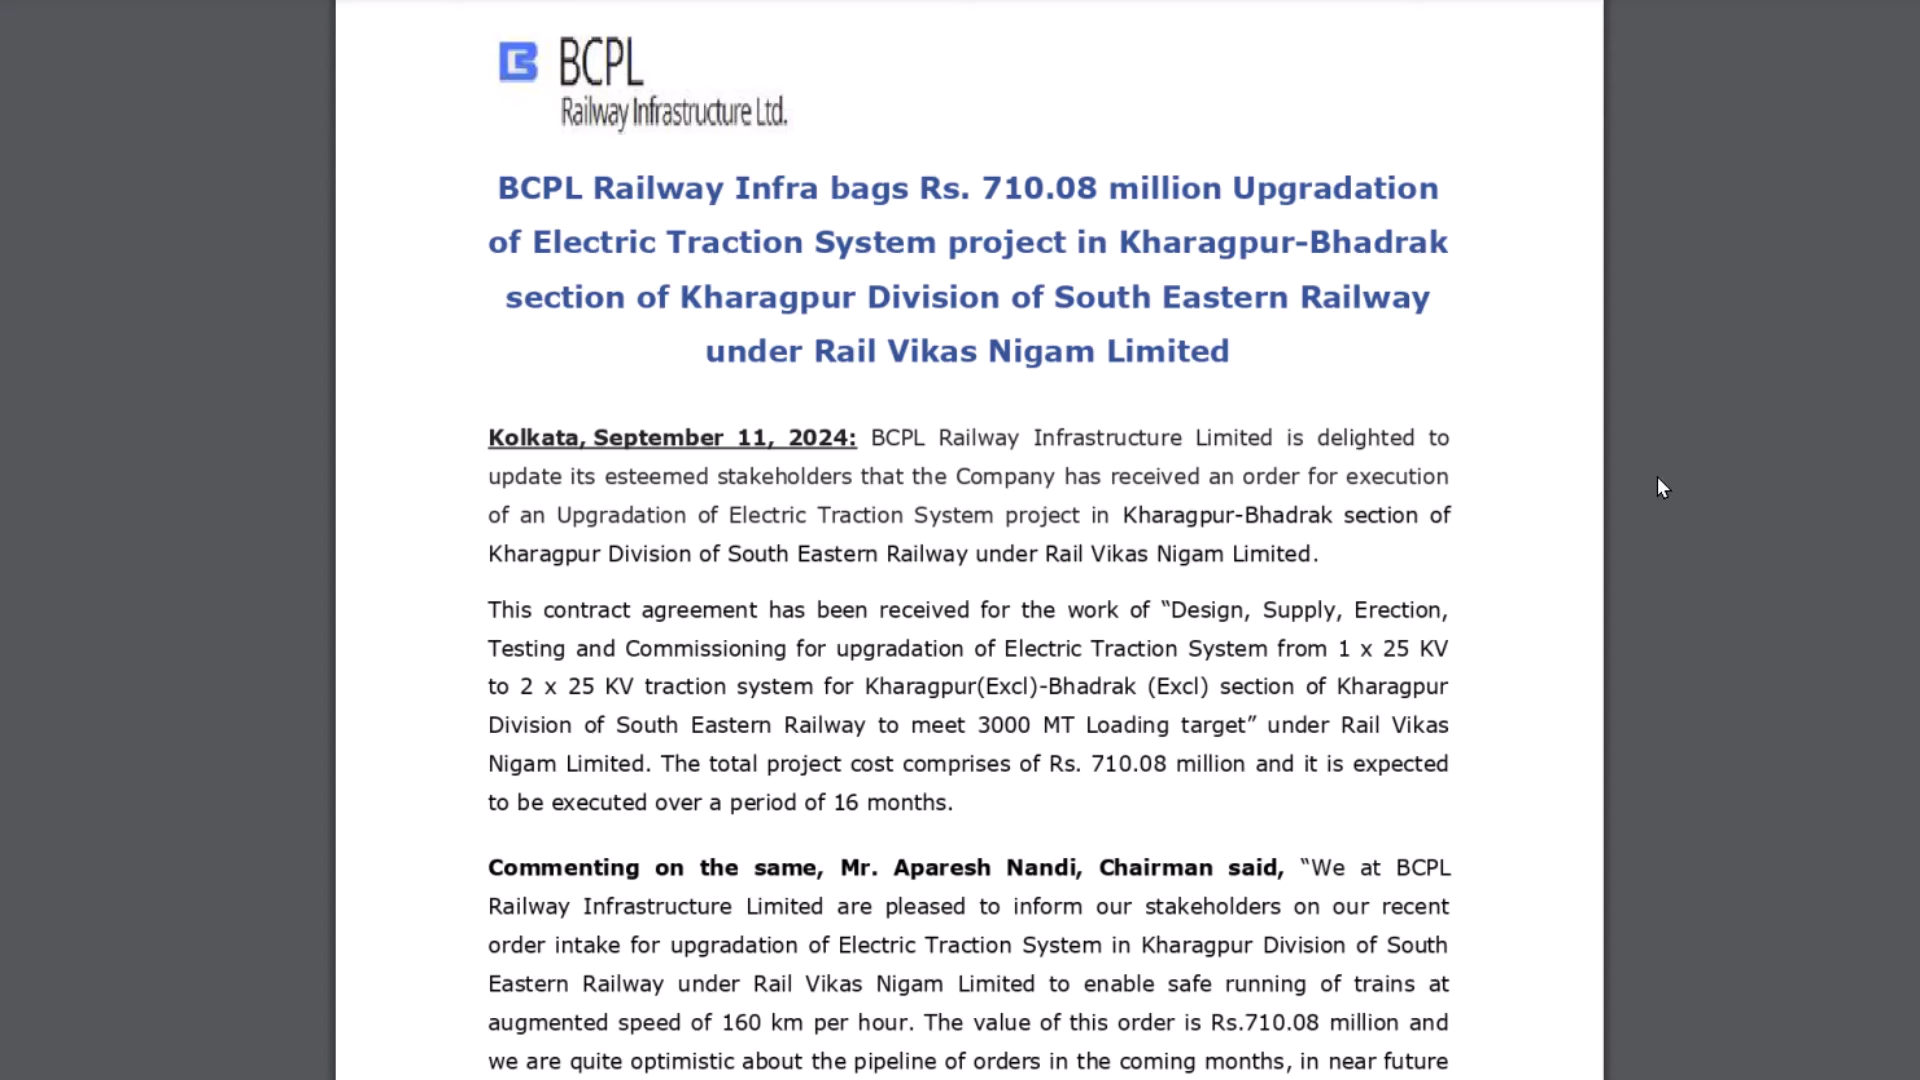 BCPL
Railway Infrastructure Ltd.
BCPL Railway Infra bags Rs. 710.08 million Upgradation
of Electric Traction System project in Kharagpur-Bhadrak
section of Kharagpur Division of South Eastern Railway
under Rail Vikas Nigam Limited
Kolkata, September 11, 2024: BCPL Railway Infrastructure Limited is delighted to
update its esteemed stakeholders that the Company has received an order for execution
of an Upgradation of Electric Traction System project in Kharagpur-Bhadrak section of
Kharagpur Division of South Eastern Railway under Rail Vikas Nigam Limited.
This contract agreement has been received for the work of “Design, Supply, Erection,
Testing and Commissioning for upgradation of Electric Traction System from 1 x 25 KV
to 2 x 25 KV traction system for Kharagpur(Excl)-Bhadrak (Excl) section of Kharagpur
Division of South Eastern Railway to meet 3000 MT Loading target” under Rail Vikas
Nigam Limited. The total project cost comprises of Rs. 710.08 million and it is expected
to be executed over a period of 16 months.
Commenting on the same, Mr. Aparesh Nandi, Chairman said, “We at BCPL
Railway Infrastructure Limited are pleased to inform our stakeholders on our recent
order intake for upgradation of Electric Traction System in Kharagpur Division of South
Eastern Railway under Rail Vikas Nigam Limited to enable safe running of trains at
augmented speed of 160 km per hour. The value of this order is Rs.710.08 million and
we are quite optimistic about the pipeline of orders in the coming months, in near future